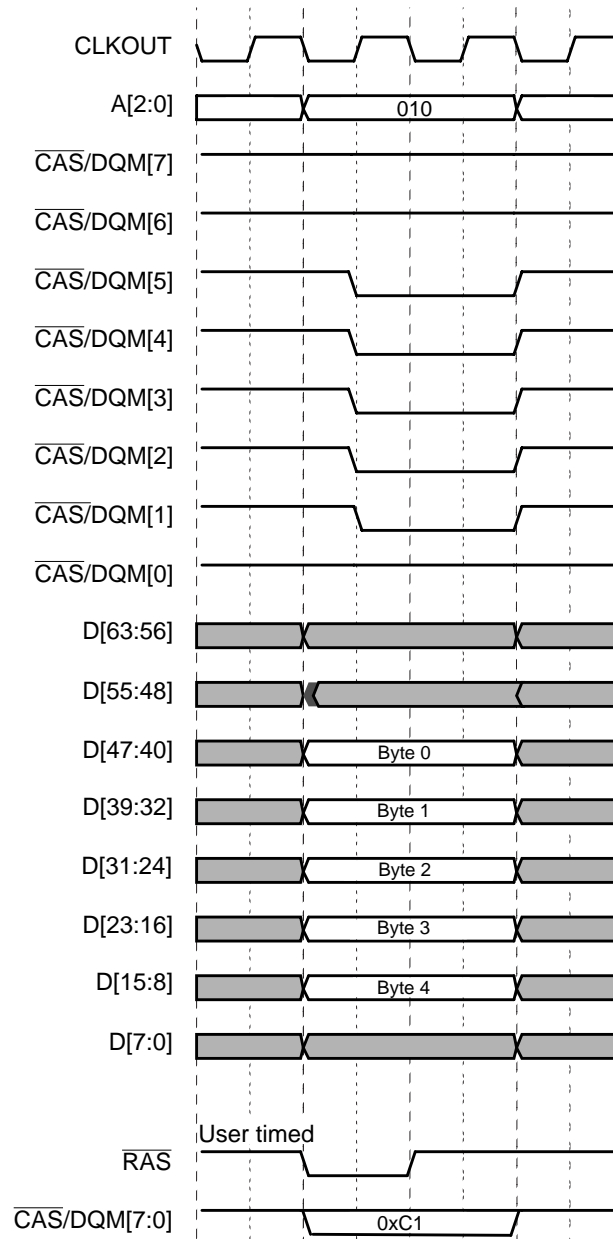 CLKOUT
A[2:0] 010
CAS/DQM[7]
CAS/DQM[6]
CAS/DQM[5]
CAS/DQM[4]
CAS/DQM[3]
CAS/DQM[2]
CAS/DQM[1]
CAS/DQM[0]
D[63:56]
D[55:48]
D[47:40] Byte 0
D[39:32] Byte 1
D[31:24] Byte 2
D[23:16] Byte 3
D[15:8] Byte 4
D[7:0]
User timed
RAS
CAS/DQM[7:0] 0xC1